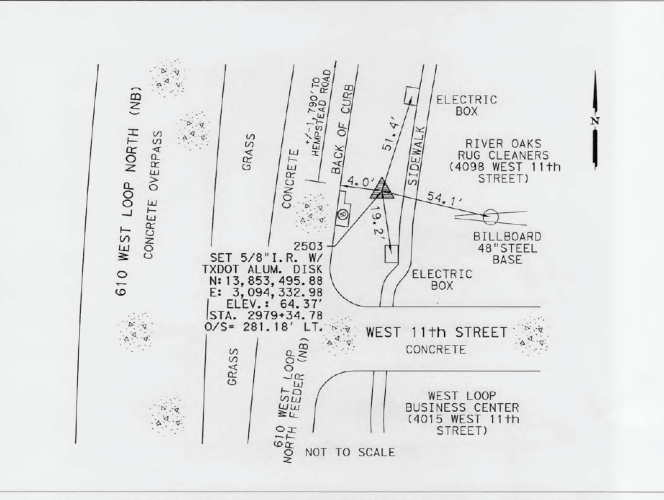 610 WEST LOOP NORTH (NB)
CONCRETE OVERPASS
GRASS
GRASS
CONCRETE
+/-1,790' TO
HEMPSTEAD ROAD
BACK OF CURB
SIDEWALK
51.4'
4.0'
54.1'
19.2'
ELECTRIC
BOX
N
RIVER OAKS
RUG CLEANERS
(4098 WEST 11th
STREET)
BILLBOARD
48"STEEL
BASE
ELECTRIC
BOX
2503
SET 5/8"I.R. W/
TXDOT ALUM. DISK
N:13,853,495.88
E: 3,094,332.98
ELEV.: 64.37'
STA. 2979+34.78
O/S= 281.18' LT.
WEST 11th STREET
CONCRETE
610 WEST LOOP
NORTH FEEDER (NB)
WEST LOOP
BUSINESS CENTER
(4015 WEST 11th
STREET)
NOT TO SCALE